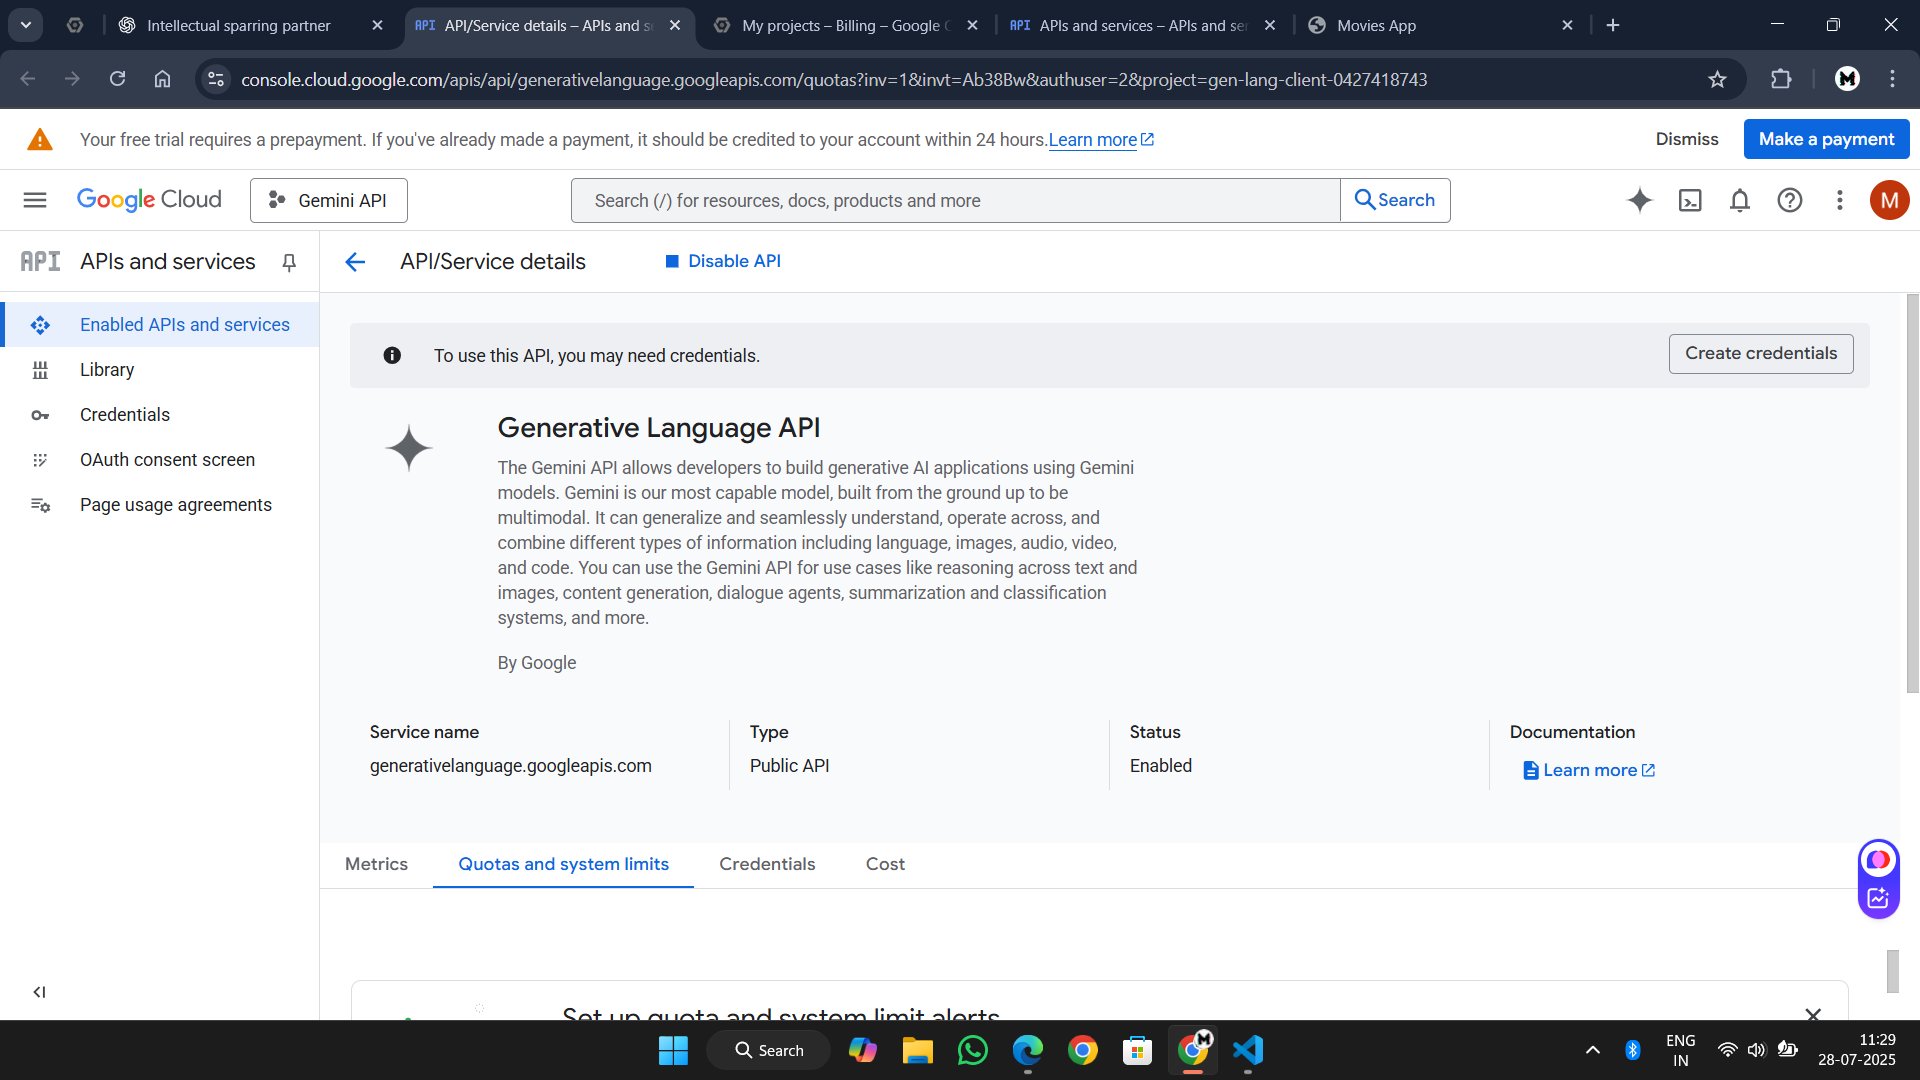 Intellectual sparring partner
API API/Service details – APIs and se
My projects – Billing – Google C
API APIs and services – APIs and ser
Movies App
console.cloud.google.com/apis/api/generativelanguage.googleapis.com/quotas?inv=1&invt=Ab38Bw&authuser=2&project=gen-lang-client-0427418743
M
Your free trial requires a prepayment. If you've already made a payment, it should be credited to your account within 24 hours. Learn more
Dismiss
Make a payment
Google Cloud
Gemini API
Search (/) for resources, docs, products and more
Search
M
API APIs and services
API/Service details
Disable API
Enabled APIs and services
Library
Credentials
OAuth consent screen
Page usage agreements
To use this API, you may need credentials.
Create credentials
Generative Language API
The Gemini API allows developers to build generative AI applications using Gemini
models. Gemini is our most capable model, built from the ground up to be
multimodal. It can generalize and seamlessly understand, operate across, and
combine different types of information including language, images, audio, video,
and code. You can use the Gemini API for use cases like reasoning across text and
images, content generation, dialogue agents, summarization and classification
systems, and more.
By Google
Service name
generativelanguage.googleapis.com
Type
Public API
Status
Enabled
Documentation
Learn more
Metrics
Quotas and system limits
Credentials
Cost
Set up quota and system limit alerts
Search
M
ENG
IN
11:29
28-07-2025